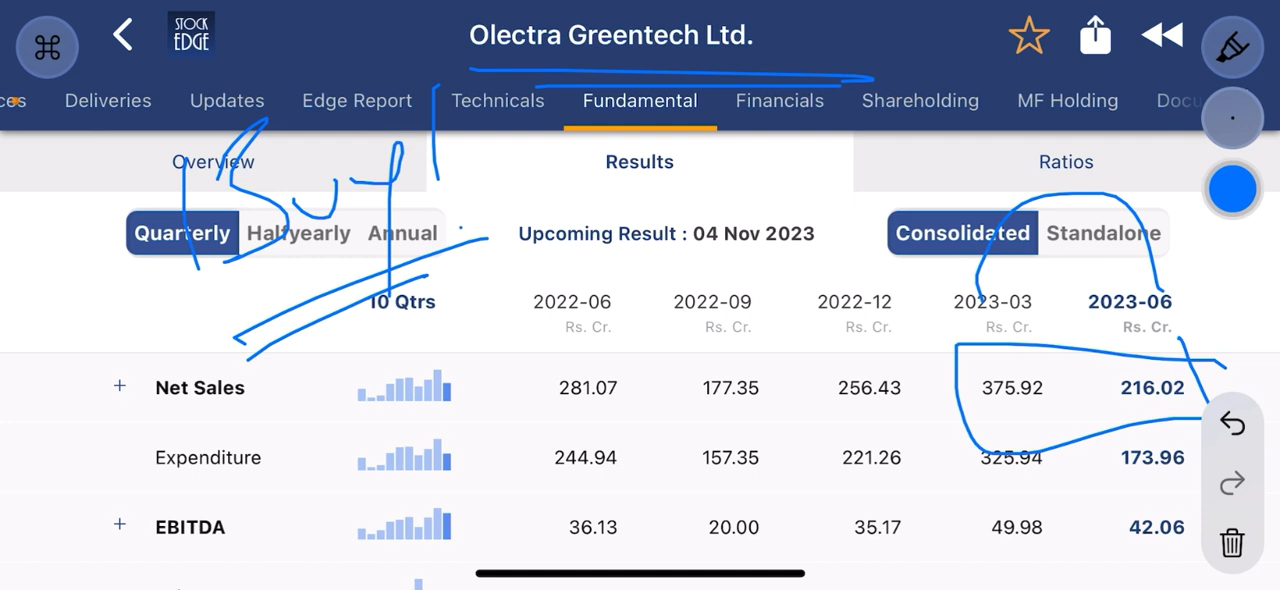 STOCK
EDGE
Olectra Greentech Ltd.
Deliveries Updates Edge Report Technicals Fundamental Financials Shareholding MF Holding
Overview Results Ratios
Buy
Quarterly Halfyearly Annual Upcoming Result : 04 Nov 2023 Consolidated Standalone
10 Qtrs 2022-06 2022-09 2022-12 2023-03 2023-06
Rs. Cr. Rs. Cr. Rs. Cr. Rs. Cr. Rs. Cr.
+ Net Sales 281.07 177.35 256.43 375.92 216.02
Expenditure 244.94 157.35 221.26 325.94 173.96
+ EBITDA 36.13 20.00 35.17 49.98 42.06